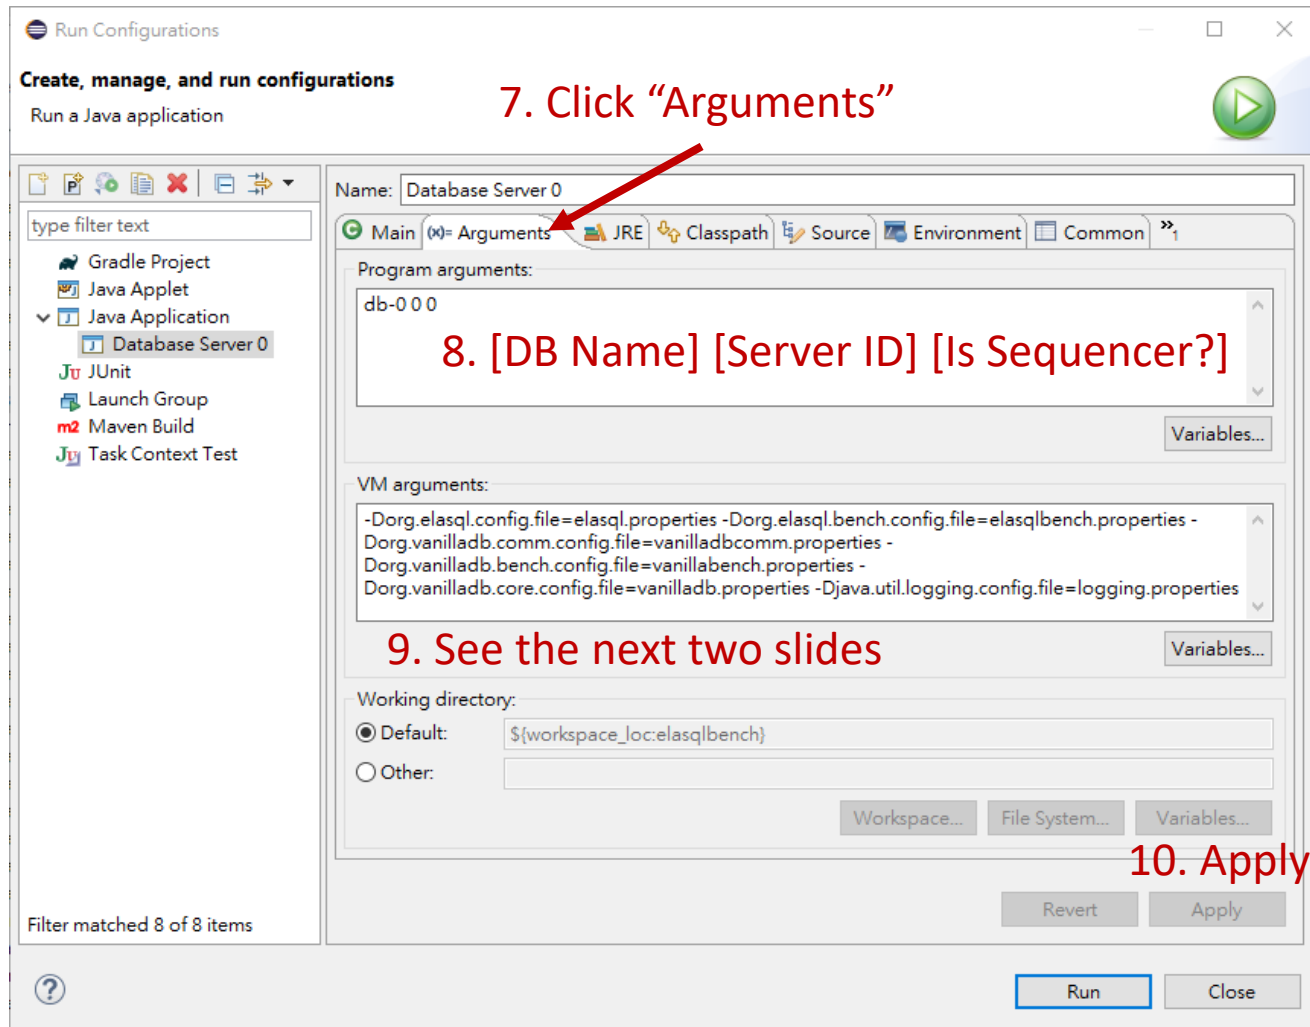 Run Configurations
Create, manage, and run configurations
Run a Java application
7. Click “Arguments”
type filter text
Gradle Project
Java Applet
Java Application
Database Server 0
JUnit
Launch Group
Maven Build
Task Context Test
Filter matched 8 of 8 items
Name: Database Server 0
Main (x)= Arguments JRE Classpath Source Environment Common »1
Program arguments:
db-0 0 0
8. [DB Name] [Server ID] [Is Sequencer?]
Variables...
VM arguments:
-Dorg.elasql.config.file=elasql.properties -Dorg.elasql.bench.config.file=elasqlbench.properties -
Dorg.vanilladb.comm.config.file=vanilladbcomm.properties -
Dorg.vanilladb.bench.config.file=vanillabench.properties -
Dorg.vanilladb.core.config.file=vanilladb.properties -Djava.util.logging.config.file=logging.properties
9. See the next two slides
Variables...
Working directory:
Default: ${workspace_loc:elasqlbench}
Other:
Workspace... File System... Variables...
10. Apply
Revert Apply
Run Close